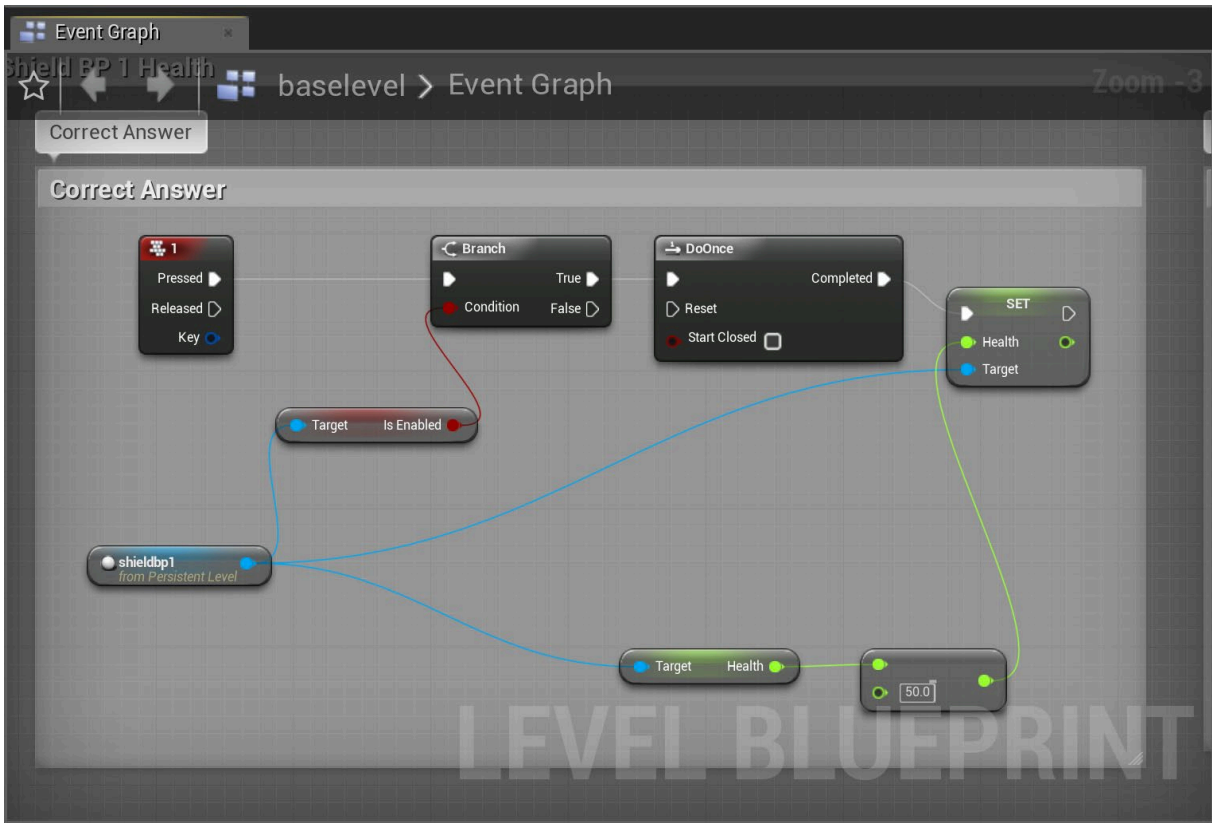 Event Graph
Shield BP 1 Health
baselevel > Event Graph
Zoom -3
Correct Answer
Correct Answer
1
Pressed
Released
Key
Branch
True
Condition
False
DoOnce
Completed
Reset
Start Closed
SET
Health
Target
Target
Is Enabled
shieldbp1
from Persistent Level
Target
Health
50.0
LEVEL BLUEPRINT